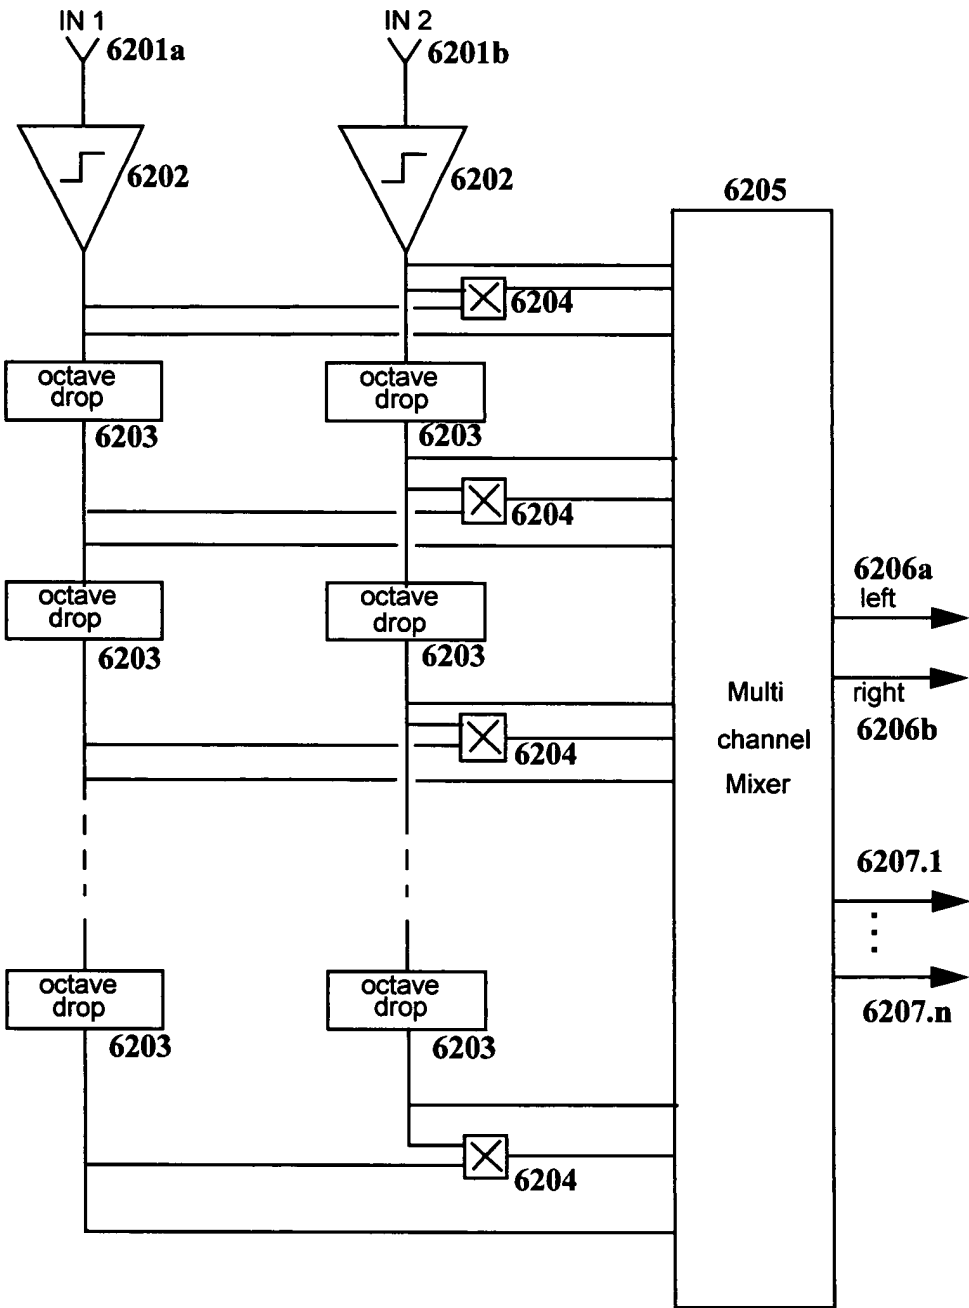 IN 1
6201a
IN 2
6201b
6202
6202
6205
6204
octave
drop
6203
octave
drop
6203
6204
octave
drop
6203
octave
drop
6203
6206a
left
right
6206b
Multi
channel
Mixer
6204
6207.1
6207.n
octave
drop
6203
octave
drop
6203
6204